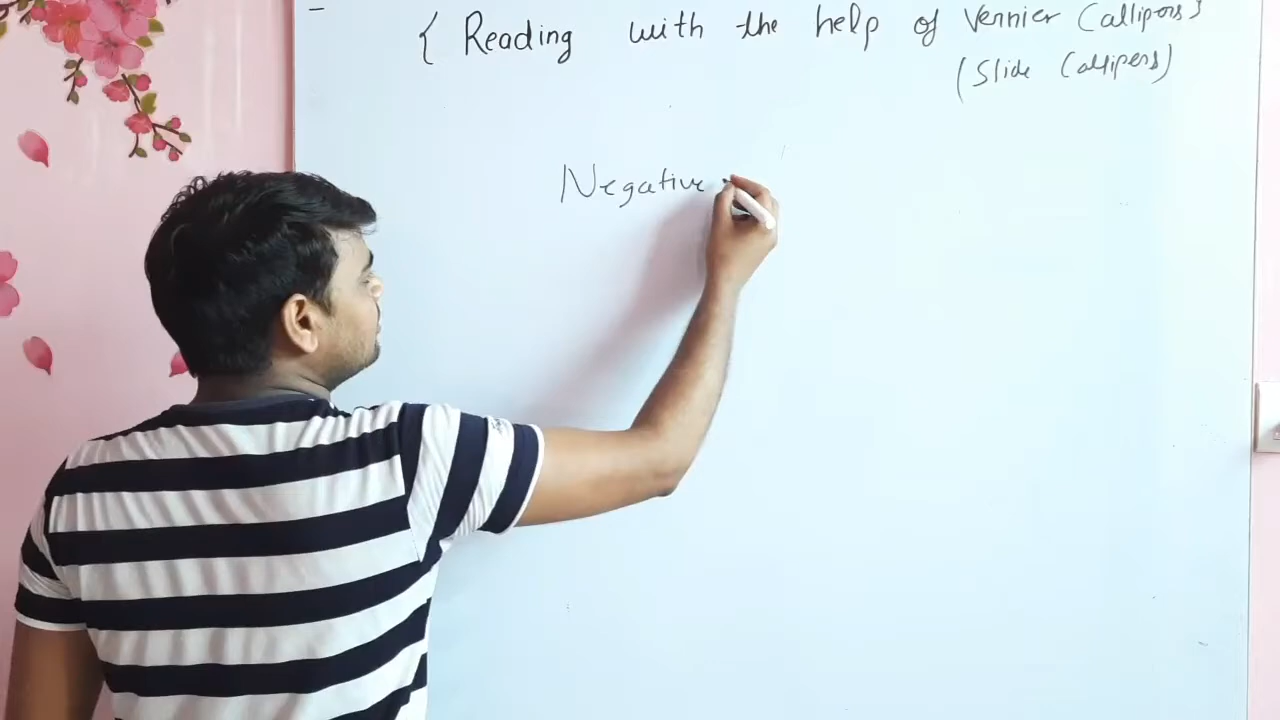 { Reading with the help of Vernier Callipers }
(Slide Callipers)
Negative